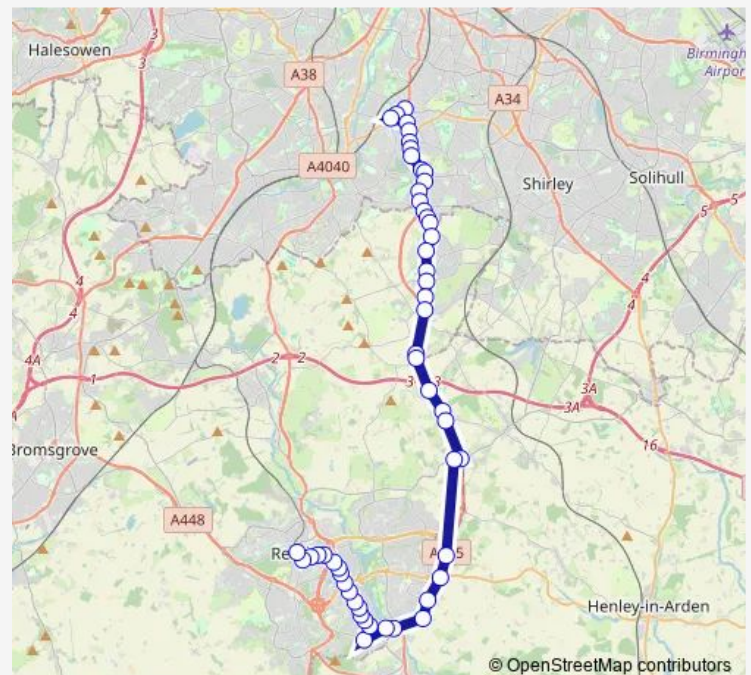 3
Halesowen
3
A38
Birmingh
Airpor
A34
A4040
Solihull
Shirley
5
5
4
4
4
4
4A
2
2
1
3
3
3A
3A
16
Bromsgrove
A448
Re
A 5
Henley-in-Arden
© OpenStreetMap contributors